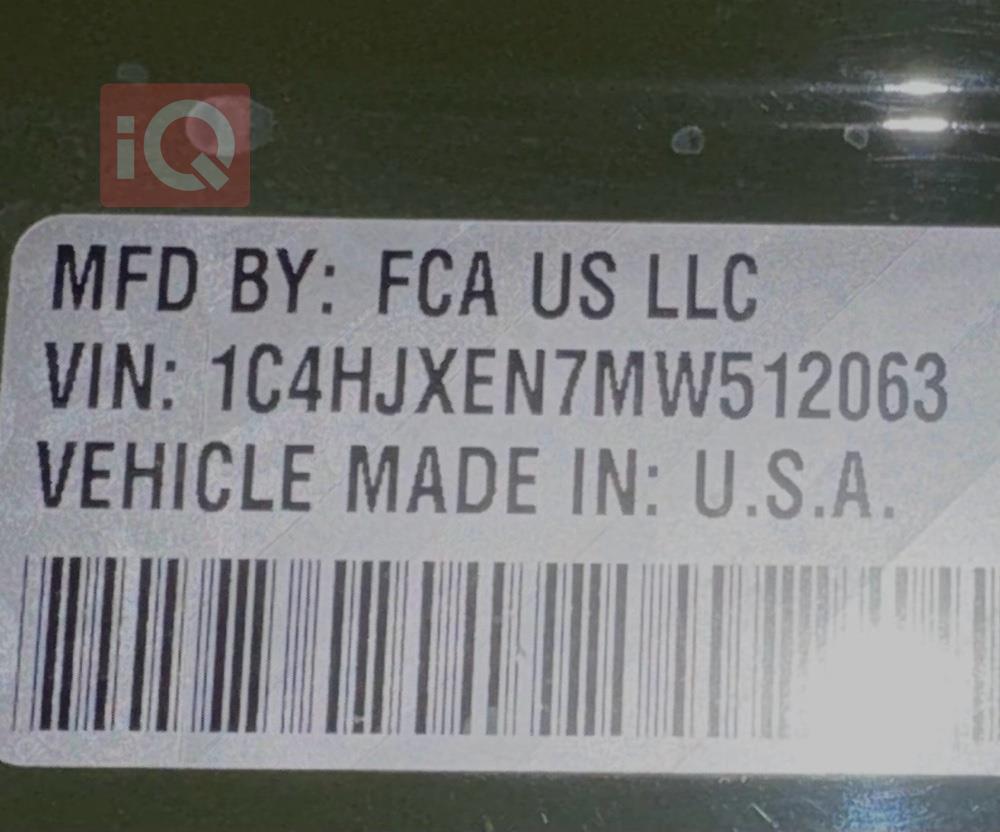 iQ
MFD BY: FCA US LLC
VIN: 1C4HJXEN7MW512063
VEHICLE MADE IN: U.S.A.